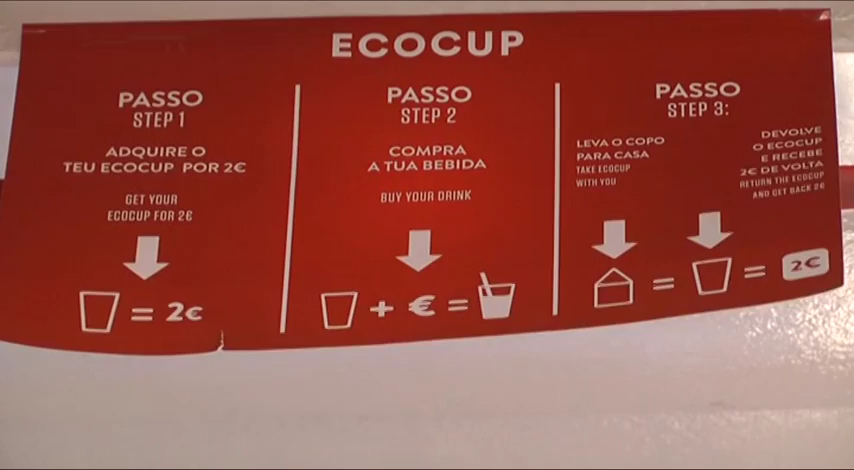 ECOCUP
PASSO
STEP 1
ADQUIRE O
TEU ECOCUP POR 2€
GET YOUR
ECOCUP FOR 2€
= 2€
PASSO
STEP 2
COMPRA
A TUA BEBIDA
BUY YOUR DRINK
+ € =
PASSO
STEP 3:
LEVA O COPO
PARA CASA
TAKE ECOCUP
WITH YOU
DEVOLVE
O ECOCUP
E RECEBE
2€ DE VOLTA
RETURN THE ECOCUP
AND GET BACK 2€
= = 2€